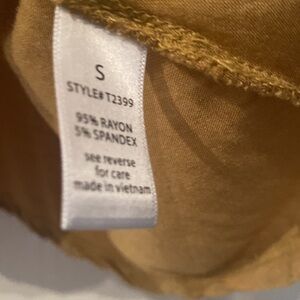 S
STYLE# T2399
95% RAYON
5% SPANDEX
see reverse
for care
made in vietnam